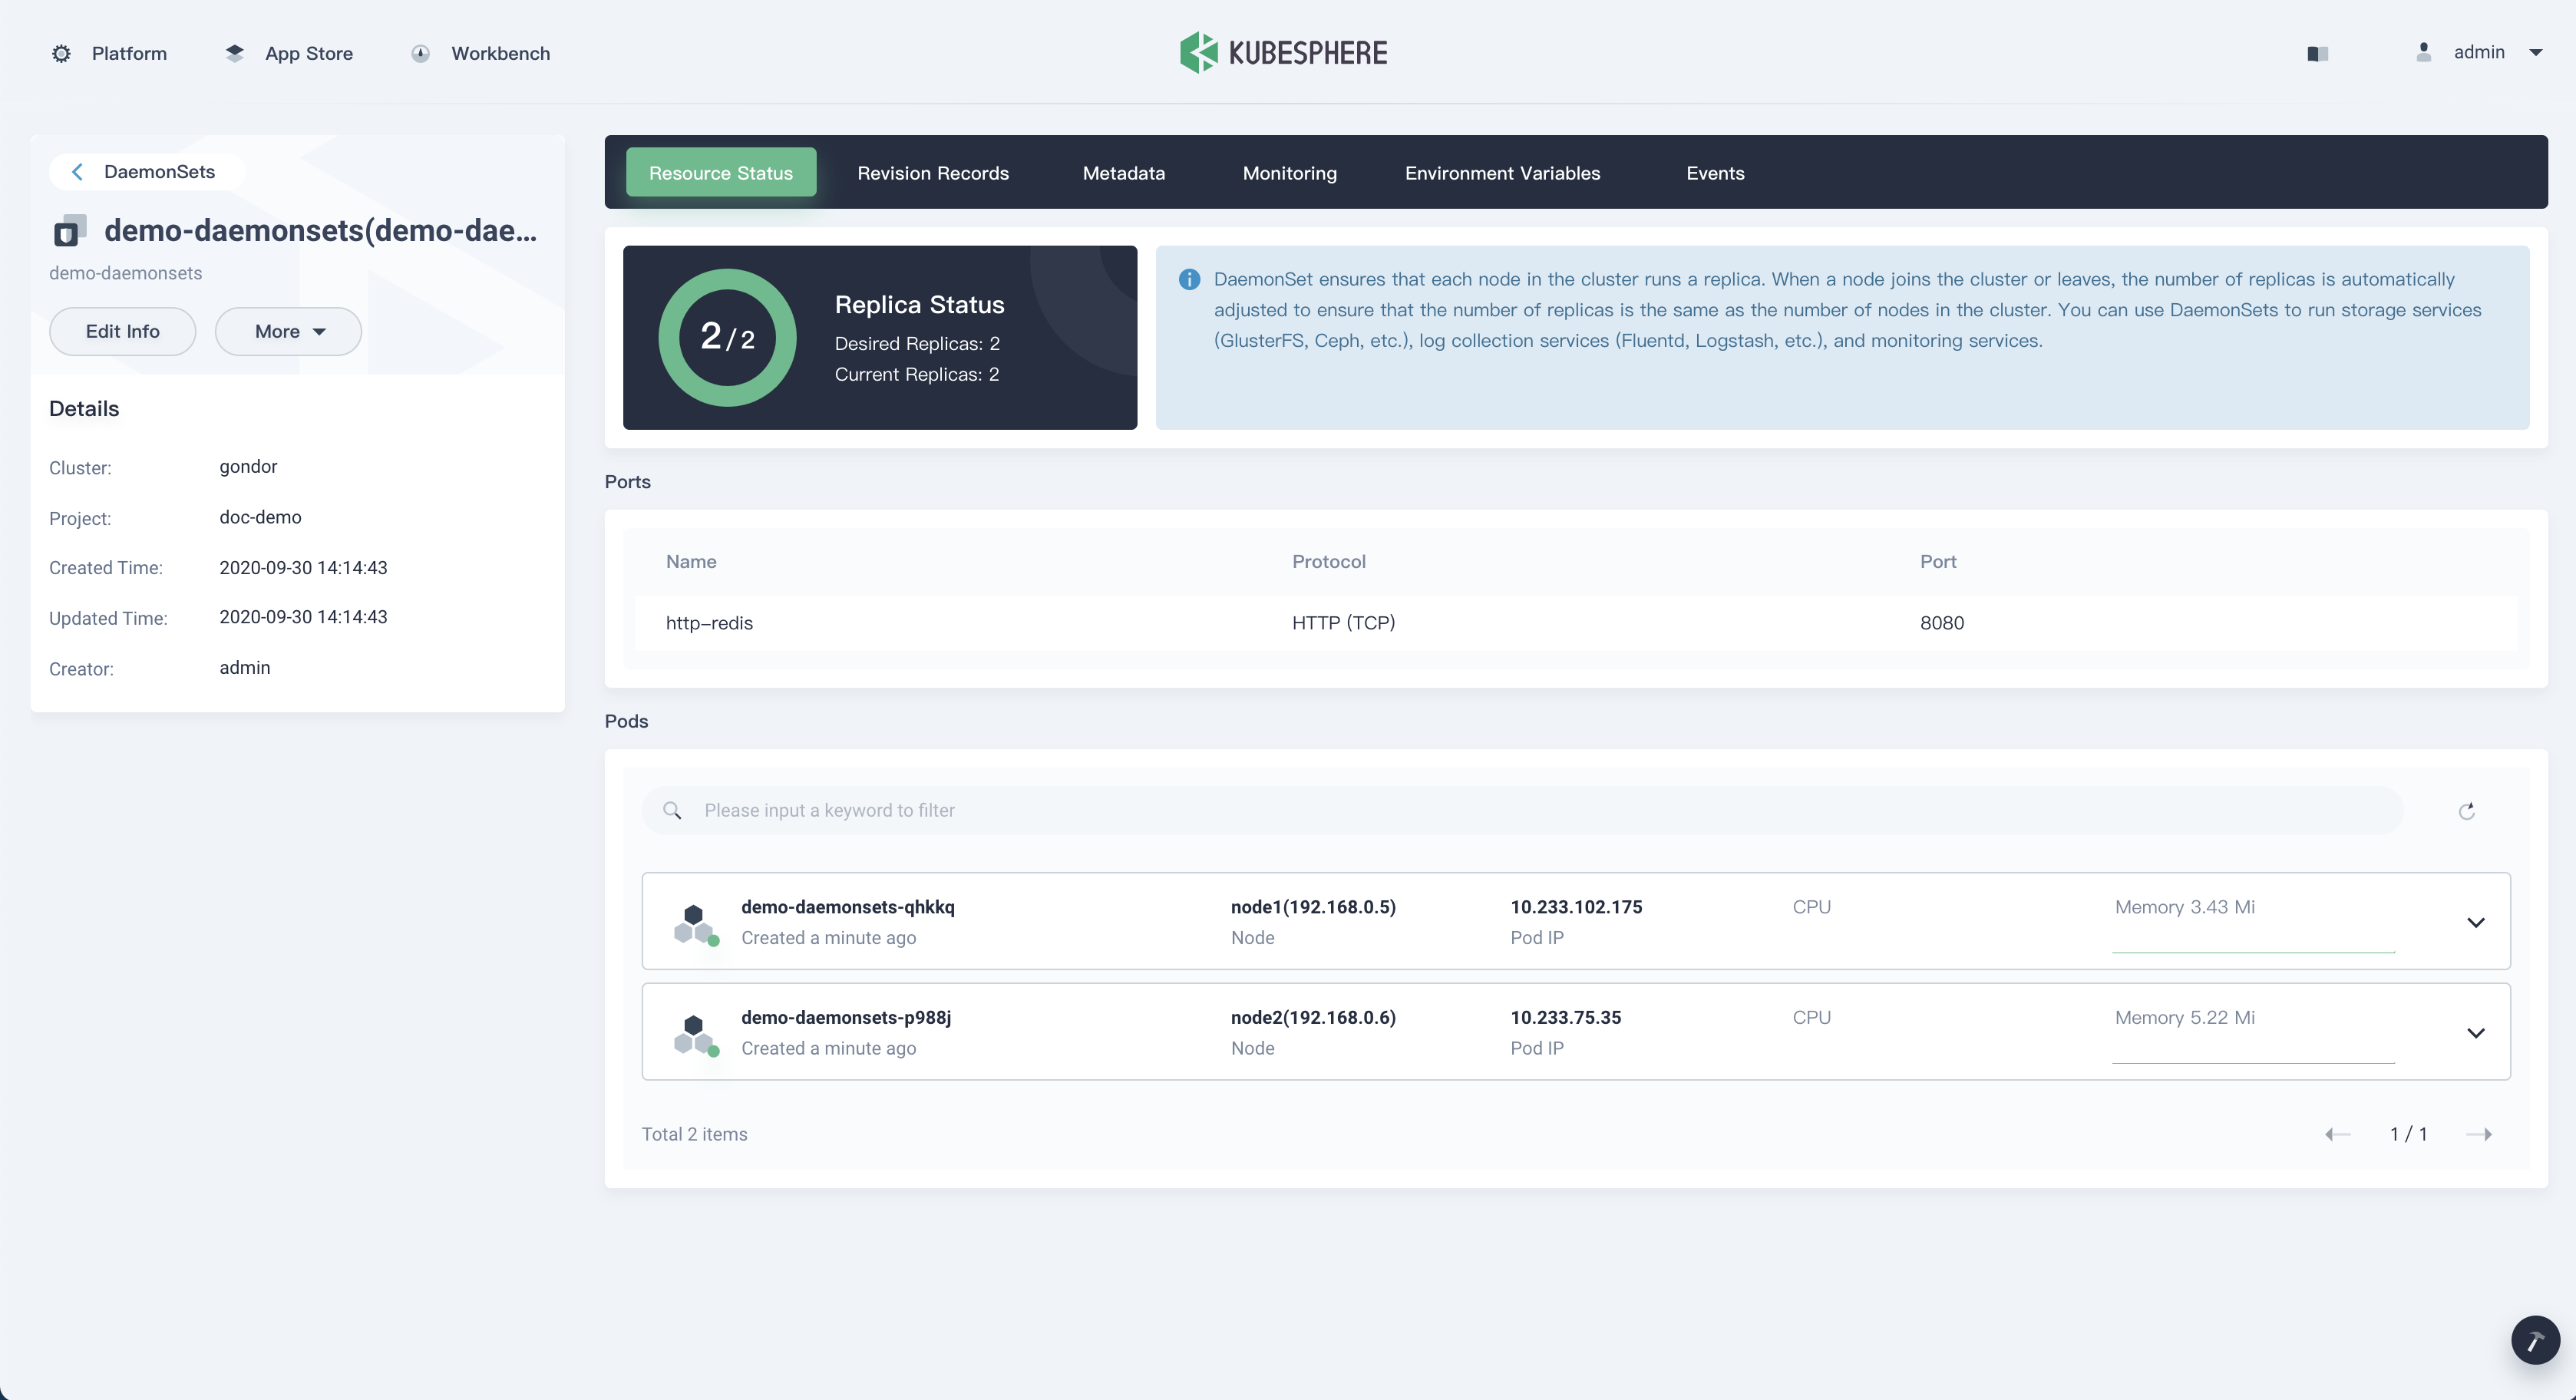 Platform
App Store
Workbench
KUBESPHERE
admin
DaemonSets
demo-daemonsets(demo-dae...
demo-daemonsets
Edit Info
More
Details
Cluster: gondor
Project: doc-demo
Created Time: 2020-09-30 14:14:43
Updated Time: 2020-09-30 14:14:43
Creator: admin
Resource Status
Revision Records
Metadata
Monitoring
Environment Variables
Events
2/2
Replica Status
Desired Replicas: 2
Current Replicas: 2
DaemonSet ensures that each node in the cluster runs a replica. When a node joins the cluster or leaves, the number of replicas is automatically
adjusted to ensure that the number of replicas is the same as the number of nodes in the cluster. You can use DaemonSets to run storage services
(GlusterFS, Ceph, etc.), log collection services (Fluentd, Logstash, etc.), and monitoring services.
Ports
Name Protocol Port
http-redis HTTP (TCP) 8080
Pods
Please input a keyword to filter
demo-daemonsets-qhkkq node1(192.168.0.5) 10.233.102.175 CPU Memory 3.43 Mi
Created a minute ago Node Pod IP
demo-daemonsets-p988j node2(192.168.0.6) 10.233.75.35 CPU Memory 5.22 Mi
Created a minute ago Node Pod IP
Total 2 items
1 / 1